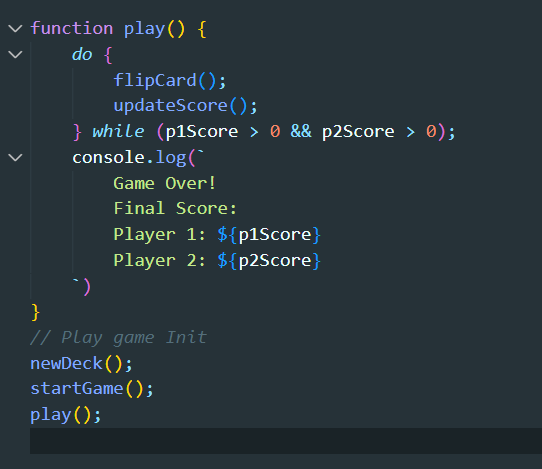 function play() {
do {
flipCard();
updateScore();
} while (p1Score > 0 && p2Score > 0);
console.log(`
Game Over!
Final Score:
Player 1: ${p1Score}
Player 2: ${p2Score}
`)
}
// Play game Init
newDeck();
startGame();
play();